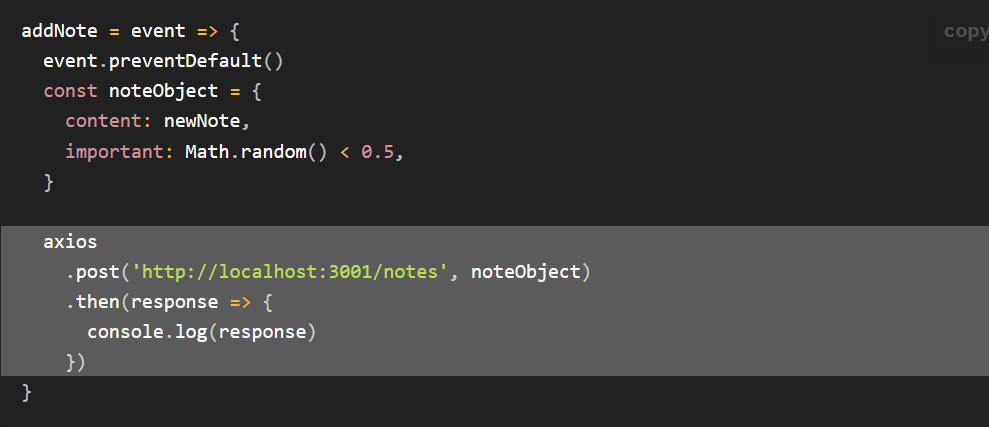 addNote = event => {
copy
  event.preventDefault()
  const noteObject = {
    content: newNote,
    important: Math.random() < 0.5,
  }

  axios
    .post('http://localhost:3001/notes', noteObject)
    .then(response => {
      console.log(response)
    })
}